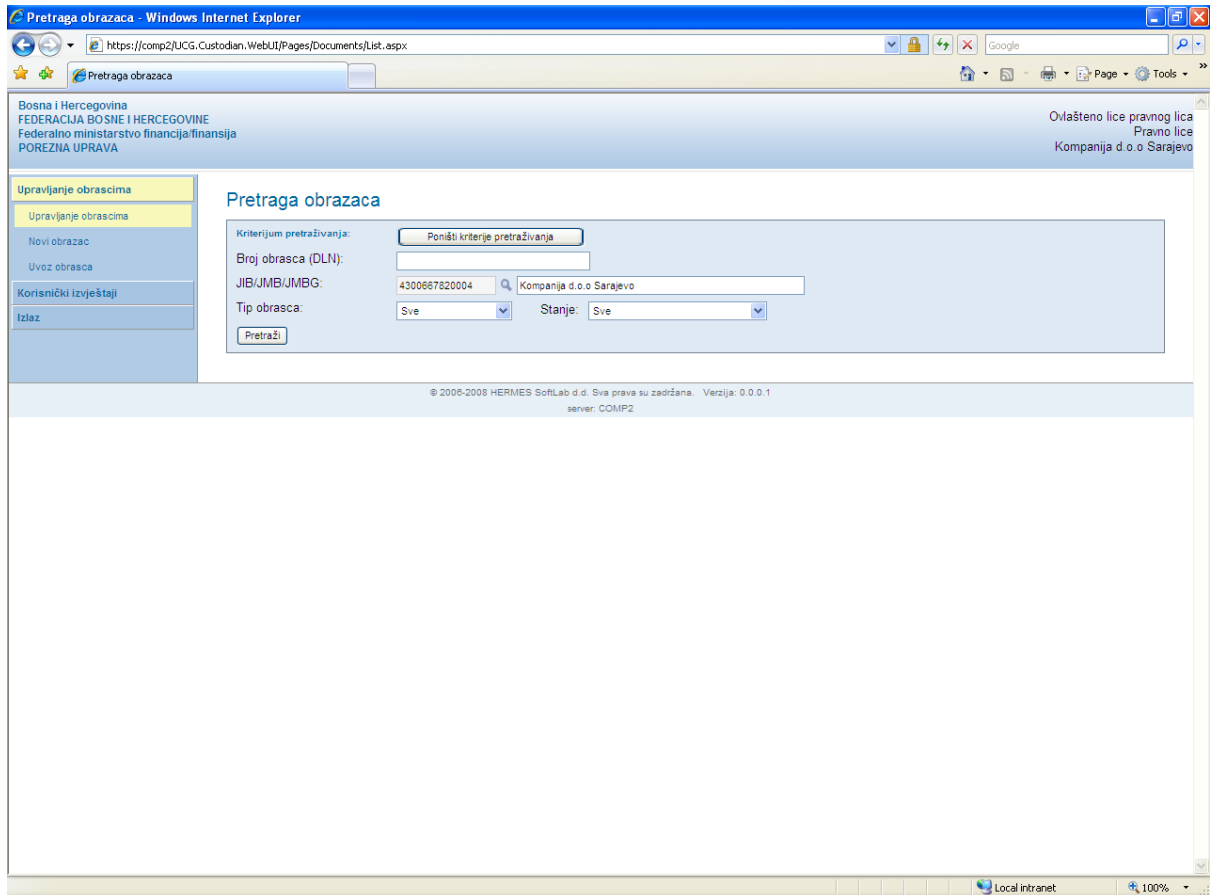 Pretraga obrazaca - Windows Internet Explorer
https://comp2/UCG.Custodian.WebUI/Pages/Documents/List.aspx
Google
Pretraga obrazaca
Page
Tools
Bosna i Hercegovina
FEDERACIJA BOSNE I HERCEGOVINE
Federalno ministarstvo financija/finansija
POREZNA UPRAVA
Ovlašteno lice pravnog lica
Pravno lice
Kompanija d.o.o Sarajevo
Upravljanje obrascima
Upravljanje obrascima
Novi obrazac
Uvoz obrasca
Korisnički izvještaji
Izlaz
Pretraga obrazaca
Kriterijum pretraživanja: Poništi kriterije pretraživanja
Broj obrasca (DLN):
JIB/JMB/JMBG: 4300667820004 Kompanija d.o.o Sarajevo
Tip obrasca: Sve Stanje: Sve
Pretraži
© 2006-2008 HERMES SoftLab d.d. Sva prava su zadržana. Verzija: 0.0.0.1
server: COMP2
Local intranet 100%